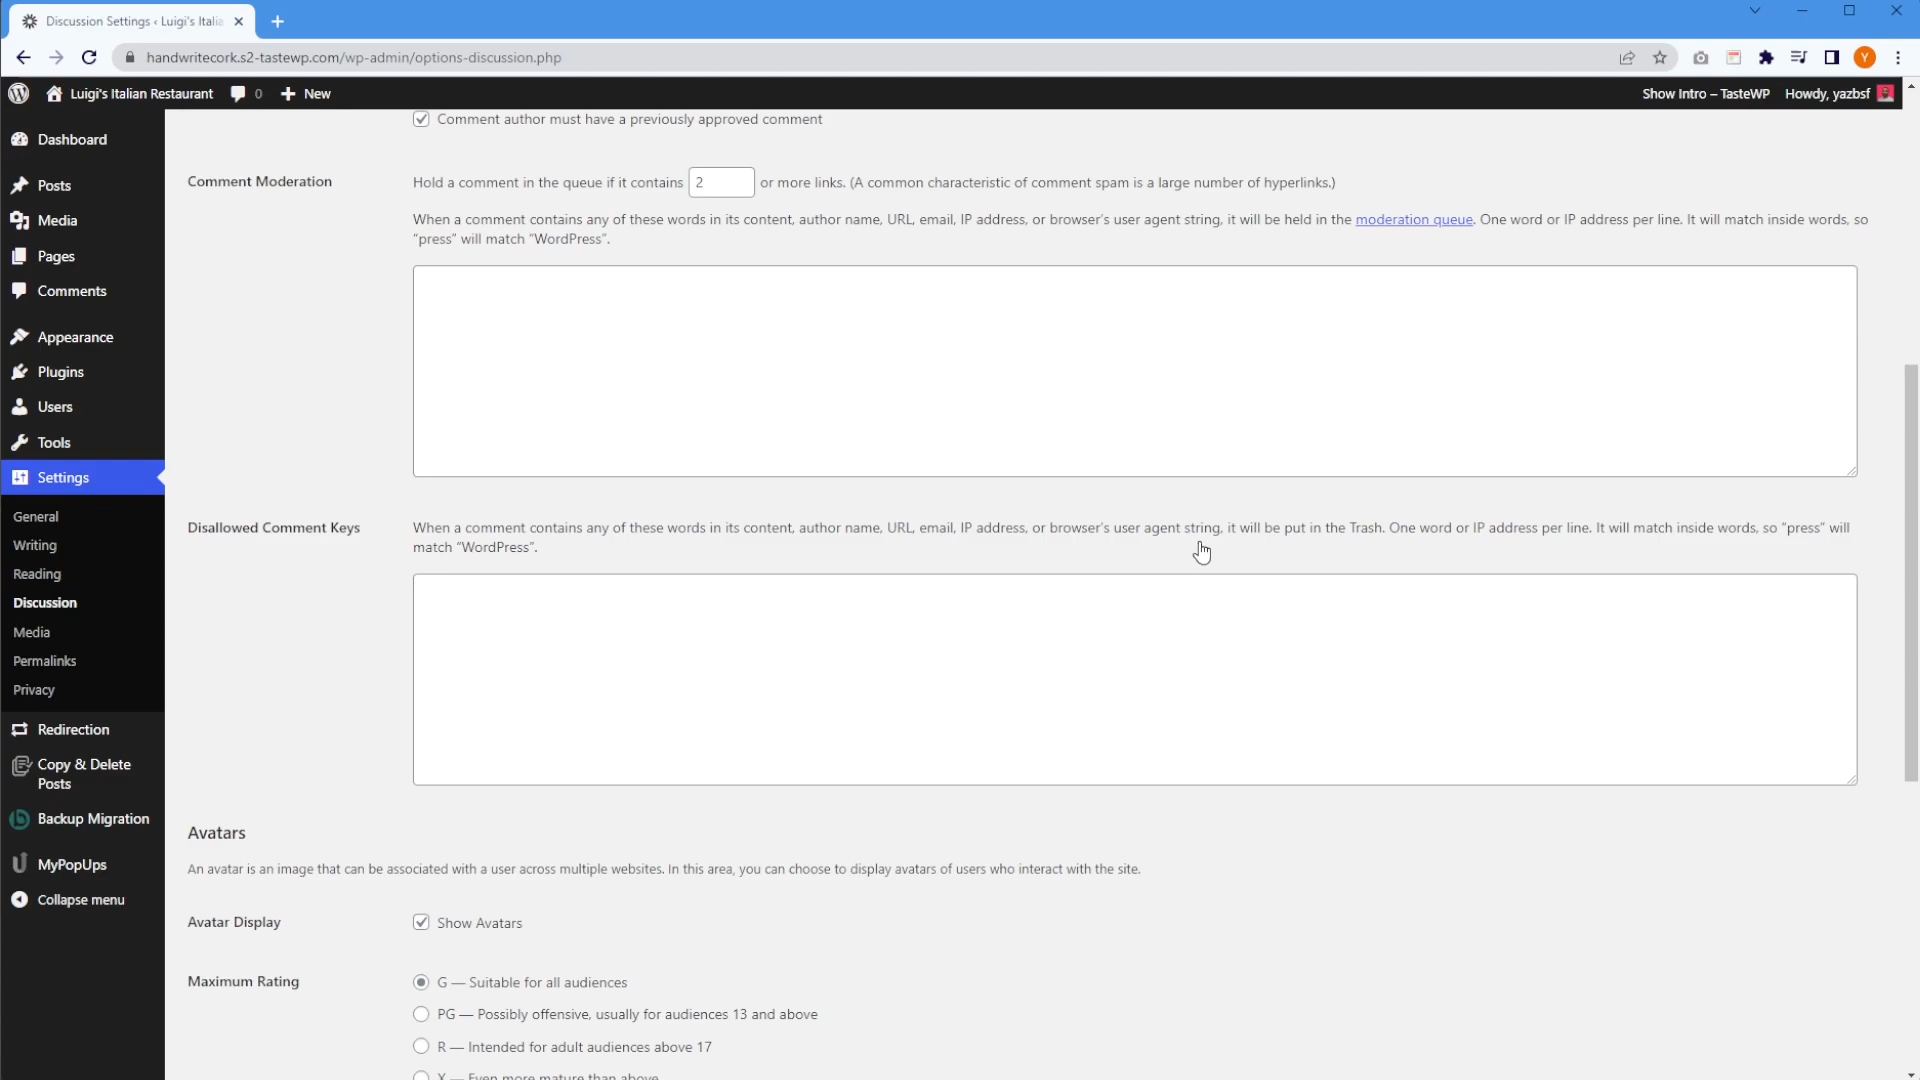 Discussion Settings ‹ Luigi's Italia
handwritecork.s2-tastewp.com/wp-admin/options-discussion.php
Y
Luigi's Italian Restaurant 0 New
Show Intro – TasteWP Howdy, yazbsf
Dashboard
Posts
Media
Pages
Comments
Appearance
Plugins
Users
Tools
Settings
General
Writing
Reading
Discussion
Media
Permalinks
Privacy
Redirection
Copy & Delete
Posts
Backup Migration
MyPopUps
Collapse menu
Comment author must have a previously approved comment
Comment Moderation
Hold a comment in the queue if it contains 2 or more links. (A common characteristic of comment spam is a large number of hyperlinks.)
When a comment contains any of these words in its content, author name, URL, email, IP address, or browser's user agent string, it will be held in the moderation queue. One word or IP address per line. It will match inside words, so
"press" will match "WordPress".
Disallowed Comment Keys
When a comment contains any of these words in its content, author name, URL, email, IP address, or browser's user agent string, it will be put in the Trash. One word or IP address per line. It will match inside words, so "press" will
match "WordPress".
Avatars
An avatar is an image that can be associated with a user across multiple websites. In this area, you can choose to display avatars of users who interact with the site.
Avatar Display
Show Avatars
Maximum Rating
G — Suitable for all audiences
PG — Possibly offensive, usually for audiences 13 and above
R — Intended for adult audiences above 17
X — Even more mature than above